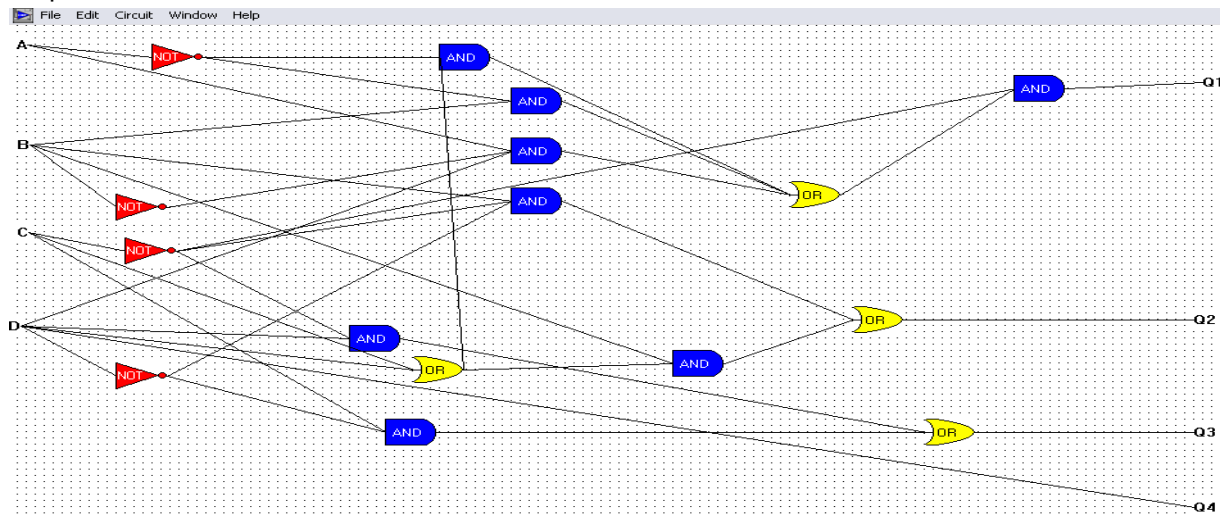 File Edit Circuit Window Help
A
NOT
AND
AND
AND
Q1
B
AND
NOT
AND
OR
C
NOT
D
OR
Q2
AND
AND
NOT
OR
AND
OR
Q3
Q4